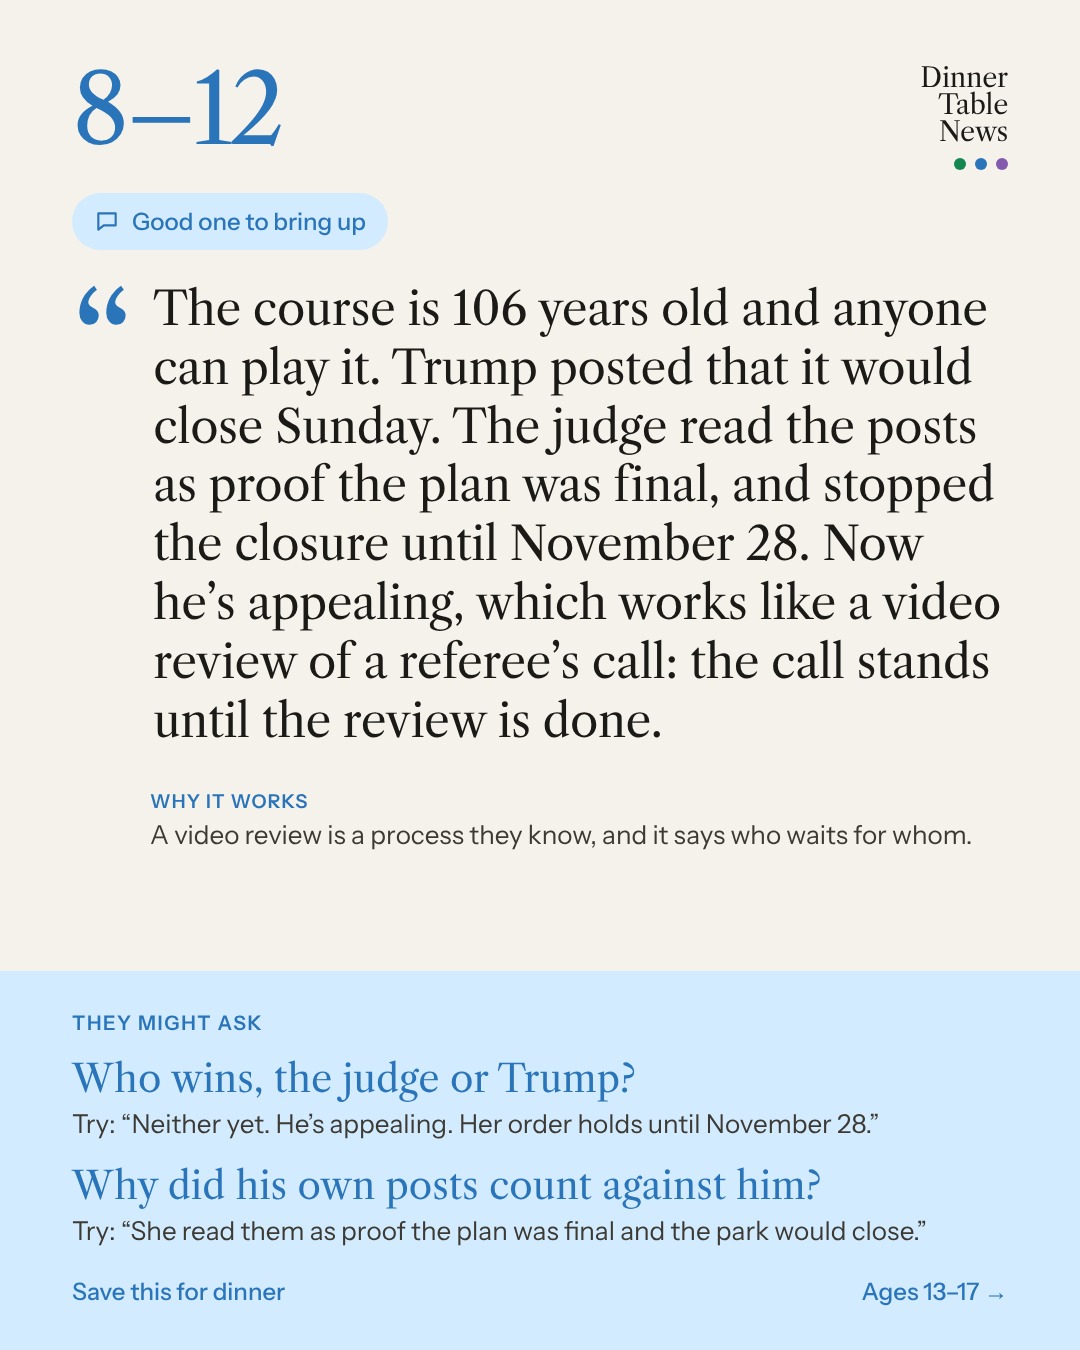 8–12
Dinner
Table
News
Good one to bring up
“The course is 106 years old and anyone
can play it. Trump posted that it would
close Sunday. The judge read the posts
as proof the plan was final, and stopped
the closure until November 28. Now
he’s appealing, which works like a video
review of a referee’s call: the call stands
until the review is done.
WHY IT WORKS
A video review is a process they know, and it says who waits for whom.
THEY MIGHT ASK
Who wins, the judge or Trump?
Try: “Neither yet. He’s appealing. Her order holds until November 28.”
Why did his own posts count against him?
Try: “She read them as proof the plan was final and the park would close.”
Save this for dinner
Ages 13–17 →